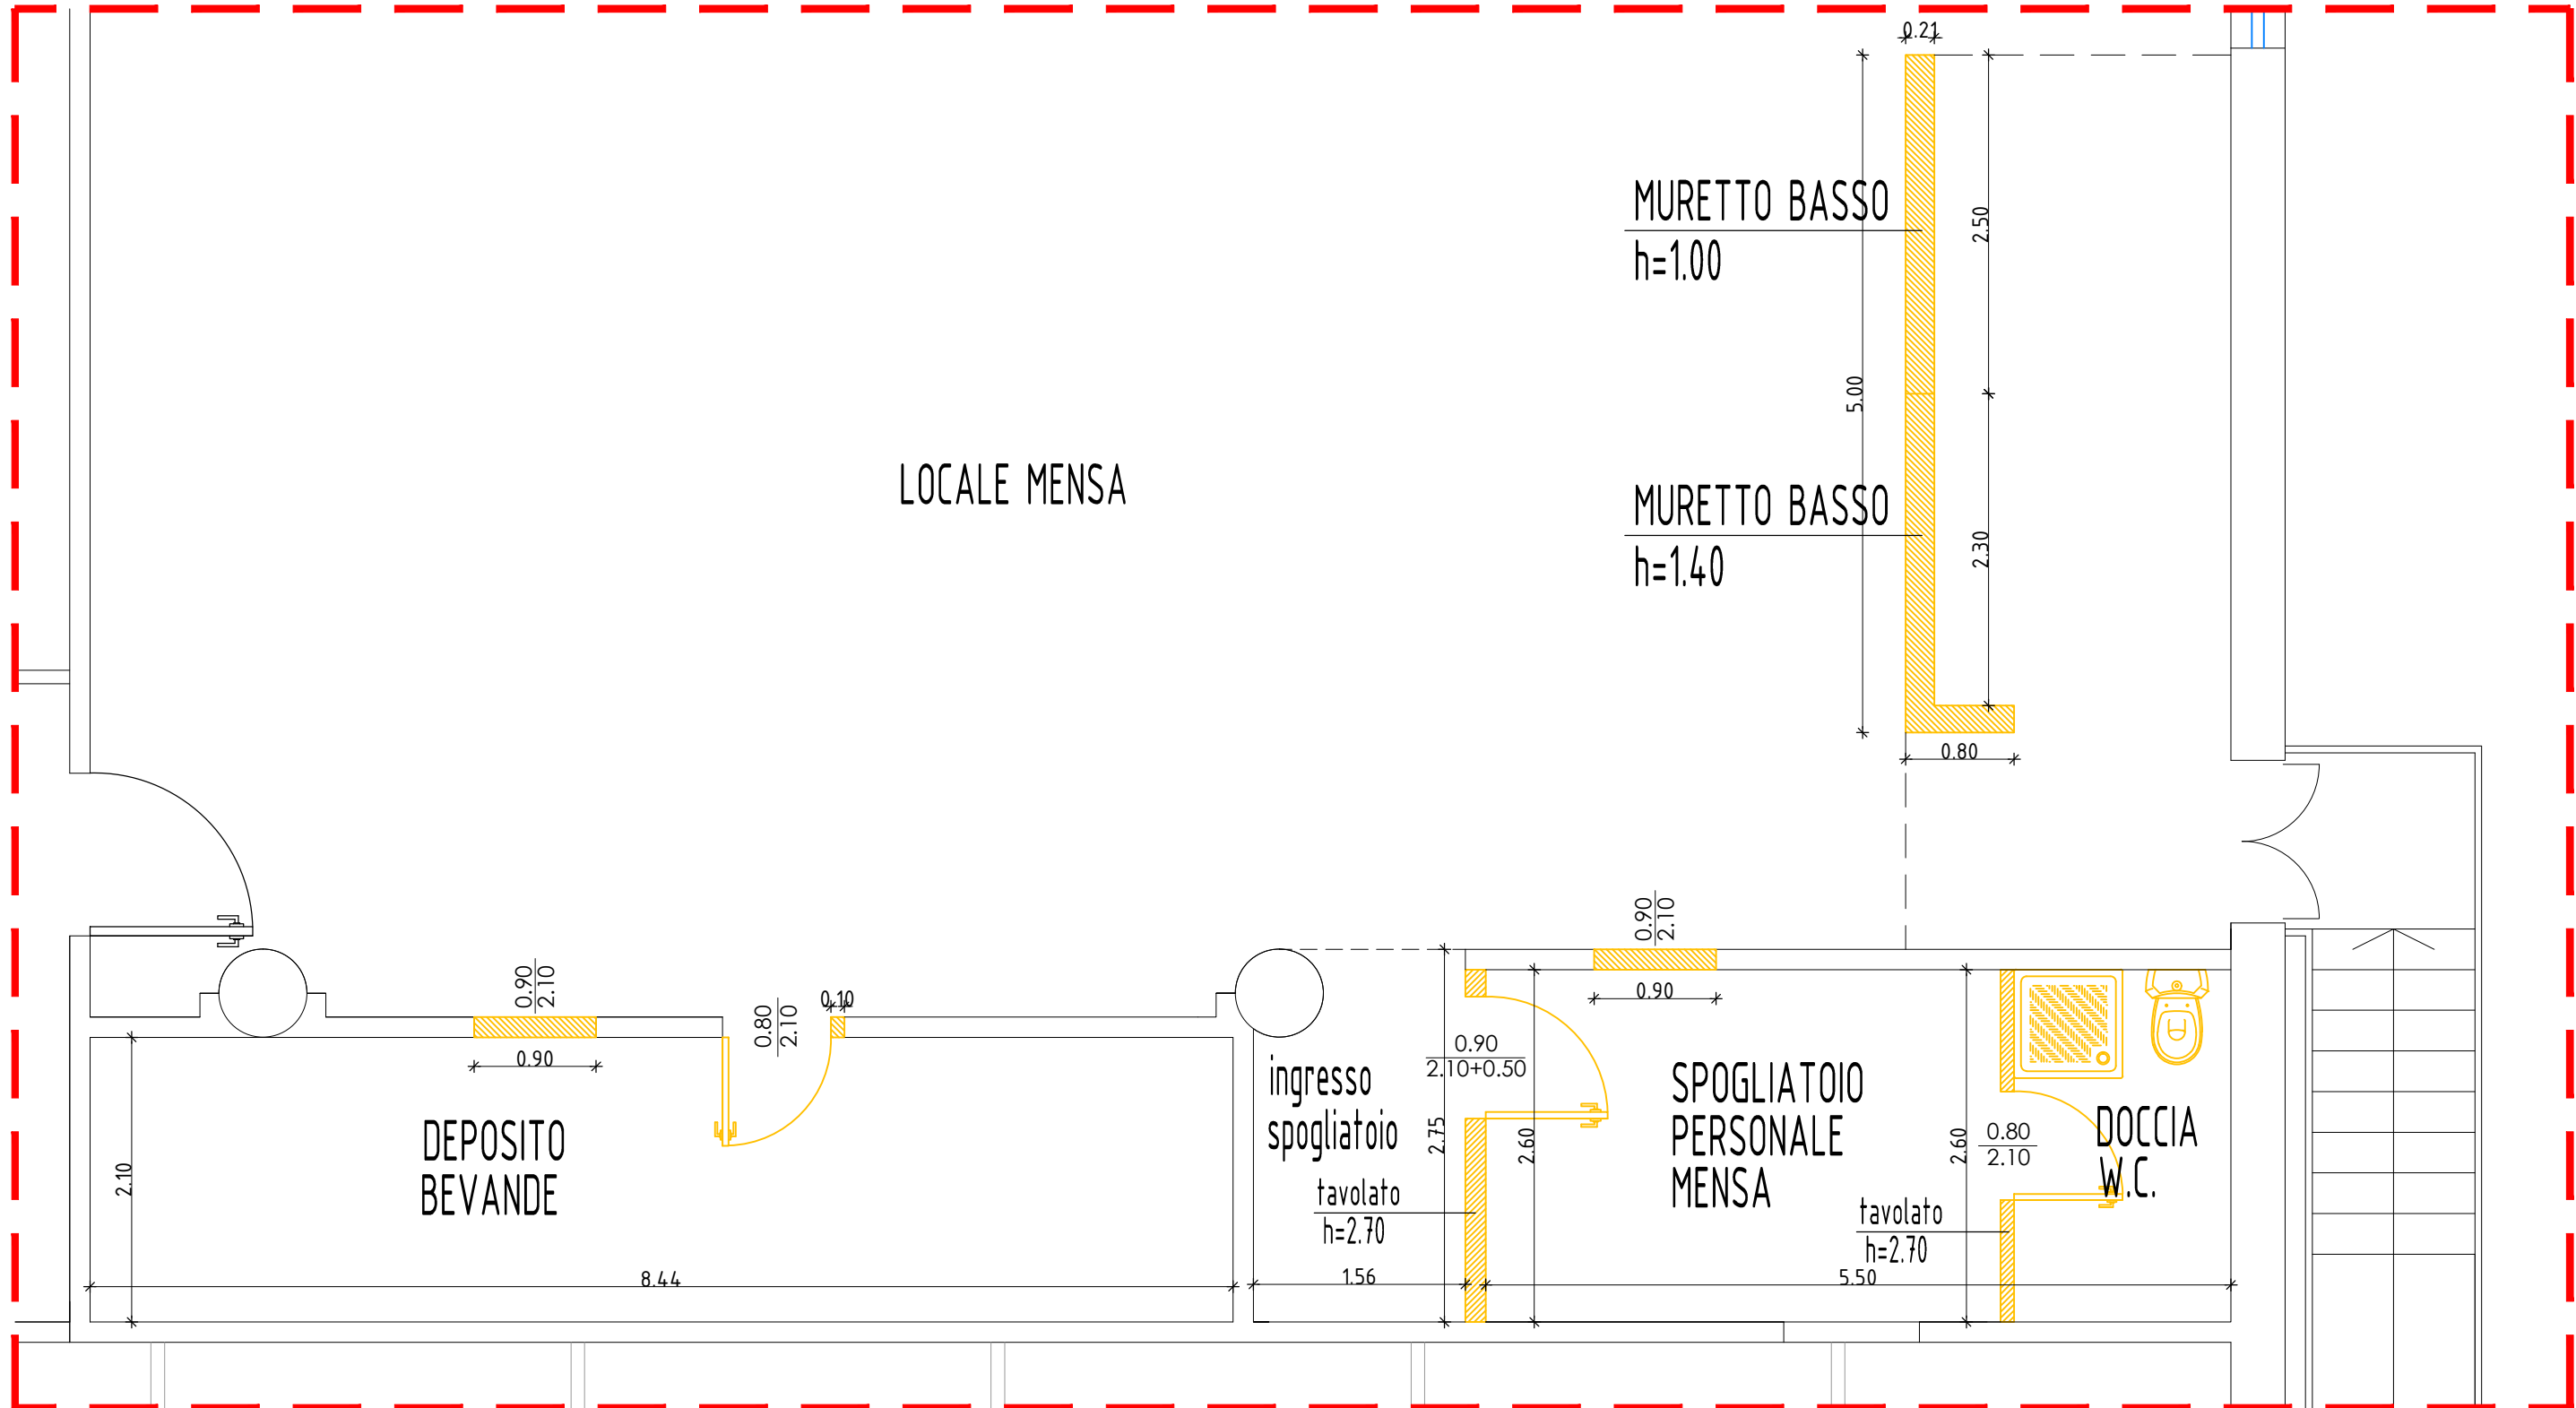 0.21
MURETTO BASSO
h=1.00
2.50
5.00
LOCALE MENSA
MURETTO BASSO
h=1.40
2.30
0.80
0.90
2.10
0.90
2.10
0.80
2.10
0.10
0.90
0.90
0.90
2.10+0.50
ingresso
spogliatoio
SPOGLIATOIO
PERSONALE
MENSA
DEPOSITO
BEVANDE
2.10
2.75
2.60
2.60
0.80
2.10
DOCCIA
W.C.
tavolato
h=2.70
tavolato
h=2.70
8.44
1.56
5.50